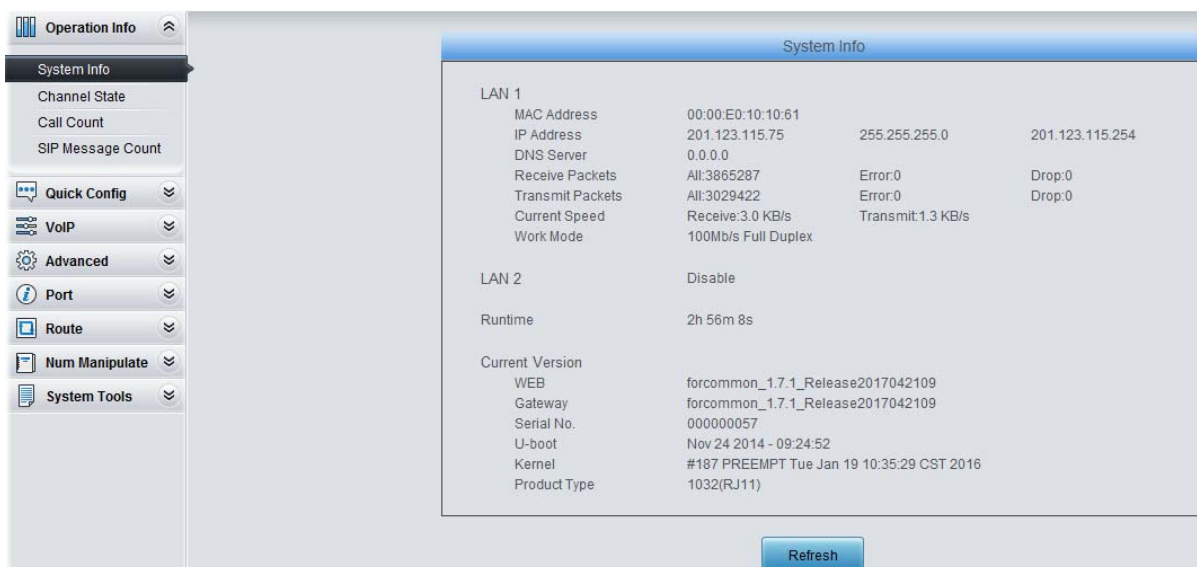 Operation Info
System Info
Channel State
Call Count
SIP Message Count
Quick Config
VoIP
Advanced
Port
Route
Num Manipulate
System Tools
System Info
LAN 1
MAC Address 00:00:E0:10:10:61
IP Address 201.123.115.75 255.255.255.0 201.123.115.254
DNS Server 0.0.0.0
Receive Packets All:3865287 Error:0 Drop:0
Transmit Packets All:3029422 Error:0 Drop:0
Current Speed Receive:3.0 KB/s Transmit:1.3 KB/s
Work Mode 100Mb/s Full Duplex
LAN 2 Disable
Runtime 2h 56m 8s
Current Version
WEB forcommon_1.7.1_Release2017042109
Gateway forcommon_1.7.1_Release2017042109
Serial No. 000000057
U-boot Nov 24 2014 - 09:24:52
Kernel #187 PREEMPT Tue Jan 19 10:35:29 CST 2016
Product Type 1032(RJ11)
Refresh